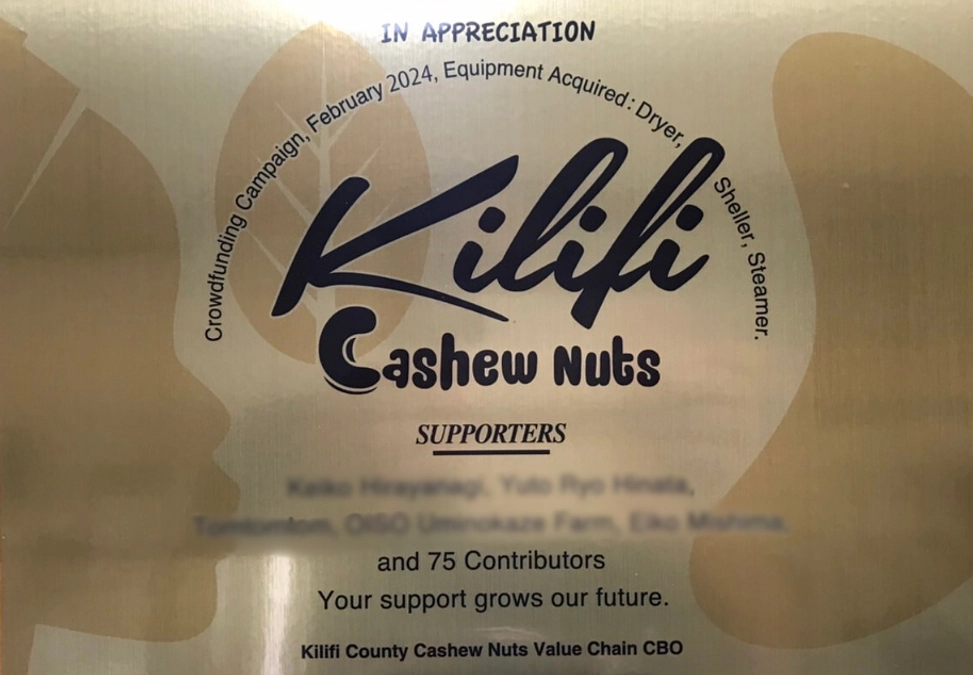 IN APPRECIATION
Crowdfunding Campaign, February 2024, Equipment Acquired: Dryer, Sheller, Steamer.
Kilifi
Cashew Nuts
SUPPORTERS
and 75 Contributors
Your support grows our future.
Kilifi County Cashew Nuts Value Chain CBO